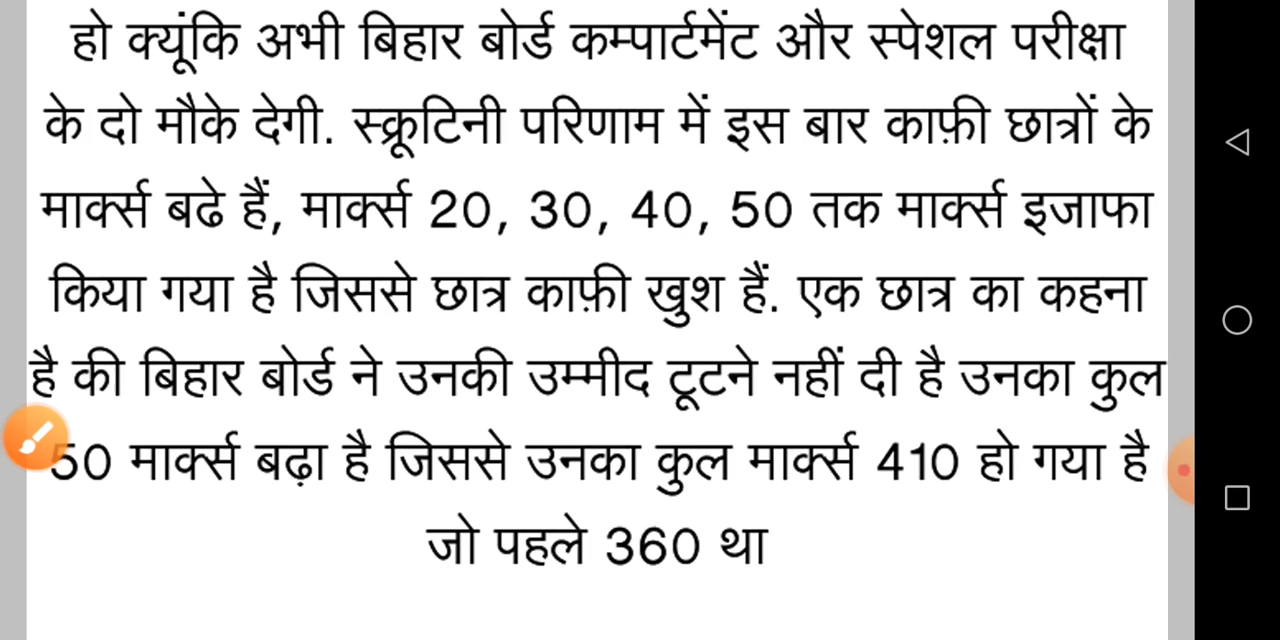 हो क्यूंकि अभी बिहार बोर्ड कम्पार्टमेंट और स्पेशल परीक्षा
के दो मौके देगी. स्क्रूटिनी परिणाम में इस बार काफ़ी छात्रों के
मार्क्स बढे हैं, मार्क्स 20, 30, 40, 50 तक मार्क्स इजाफा
किया गया है जिससे छात्र काफ़ी खुश हैं. एक छात्र का कहना
है की बिहार बोर्ड ने उनकी उम्मीद टूटने नहीं दी है उनका कुल
50 मार्क्स बढ़ा है जिससे उनका कुल मार्क्स 410 हो गया है
जो पहले 360 था